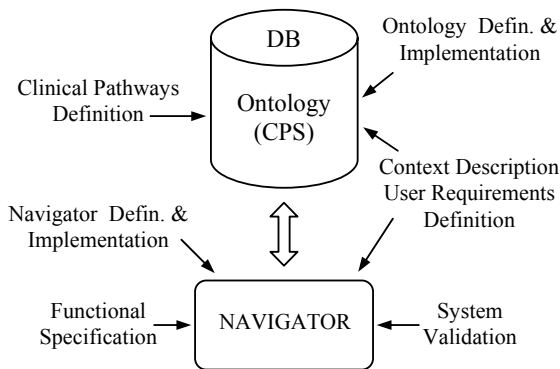 DB
Ontology
(CPS)
Ontology Defin. &
Implementation
Clinical Pathways
Definition
Context Description
User Requirements
Definition
Navigator Defin. &
Implementation
Functional
Specification
NAVIGATOR
System
Validation